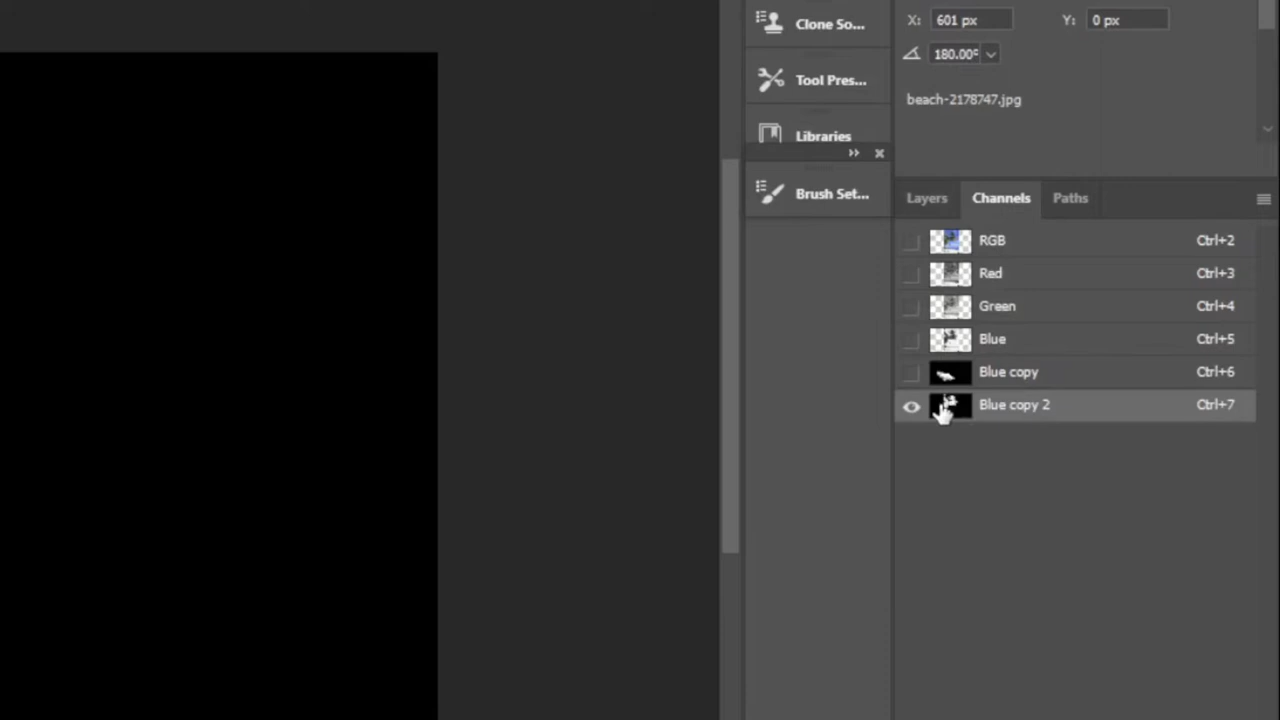 Clone So...
X: 601 px Y: 0 px
180.00°
Tool Pres...
beach-2178747.jpg
Libraries
Brush Set...
Layers Channels Paths
RGB Ctrl+2
Red Ctrl+3
Green Ctrl+4
Blue Ctrl+5
Blue copy Ctrl+6
Blue copy 2 Ctrl+7